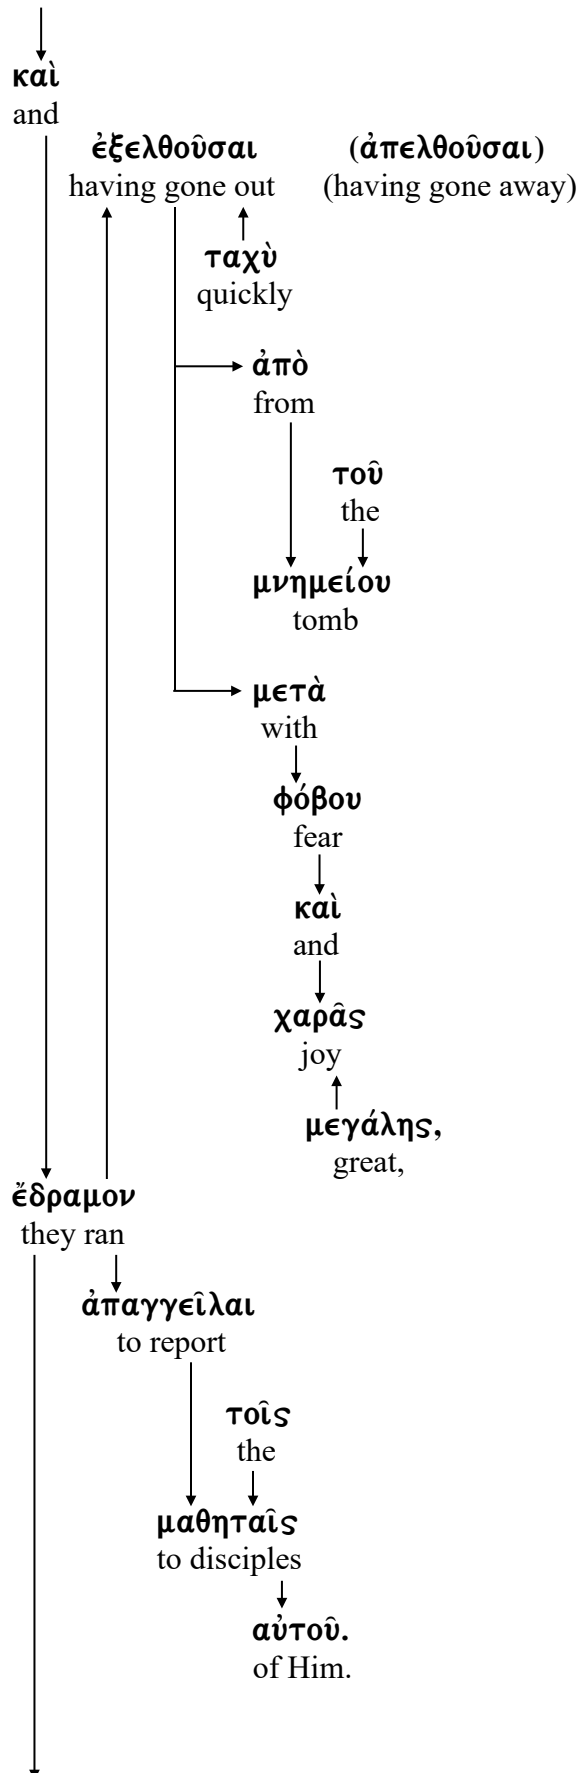 καὶ
and
ἐξελθοῦσαι (ἀπελθοῦσαι)
having gone out (having gone away)
ταχὺ
quickly
ἀπὸ
from
τοῦ
the
μνημείου
tomb
μετὰ
with
φόβου
fear
καὶ
and
χαρᾶς
joy
μεγάλης,
great,
ἔδραμον
they ran
ἀπαγγεῖλαι
to report
τοῖς
the
μαθηταῖς
to disciples
αὐτοῦ.
of Him.